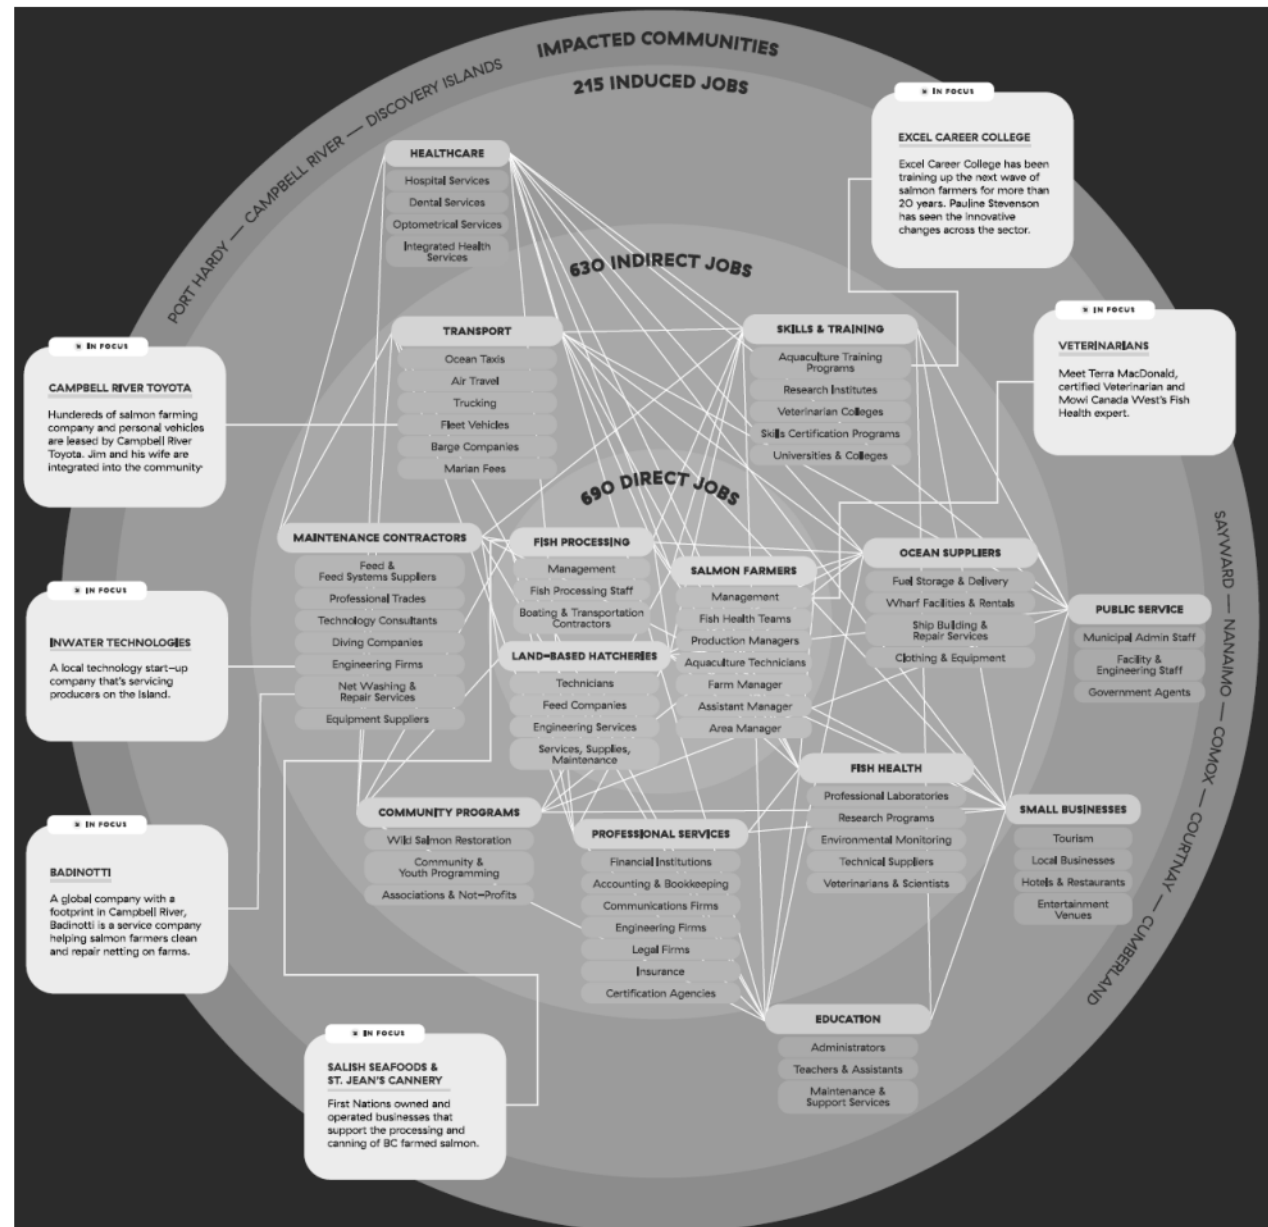 IMPACTED COMMUNITIES
215 INDUCED JOBS
PORT HARDY — CAMPBELL RIVER — DISCOVERY ISLANDS
IN FOCUS
EXCEL CAREER COLLEGE
Excel Career College has been
training up the next wave of
salmon farmers for more than
20 years. Pauline Stevenson
has seen the innovative
changes across the sector.
HEALTHCARE
Hospital Services
Dental Services
Optometrical Services
Integrated Health
Services
630 INDIRECT JOBS
TRANSPORT
Ocean Taxis
Air Travel
Trucking
Fleet Vehicles
Barge Companies
Marian Fees
SKILLS & TRAINING
Aquaculture Training
Programs
Research Institutes
Veterinarian Colleges
Skills Certification Programs
Universities & Colleges
IN FOCUS
VETERINARIANS
Meet Terra MacDonald,
certified Veterinarian and
Mowi Canada West's Fish
Health expert.
IN FOCUS
CAMPBELL RIVER TOYOTA
Hundereds of salmon farming
company and personal vehicles
are leased by Campbell River
Toyota. Jim and his wife are
integrated into the community
690 DIRECT JOBS
MAINTENANCE CONTRACTORS
Feed &
Feed Systems Suppliers
Professional Trades
Technology Consultants
Diving Companies
Engineering Firms
Net Washing &
Repair Services
Equipment Suppliers
FISH PROCESSING
Management
Fish Processing Staff
Boating & Transportation
Contractors
LAND-BASED HATCHERIES
Technicians
Feed Companies
Engineering Services
Services, Supplies,
Maintenance
SALMON FARMERS
Management
Fish Health Teams
Production Managers
Aquaculture Technicians
Farm Manager
Assistant Manager
Area Manager
OCEAN SUPPLIERS
Fuel Storage & Delivery
Wharf Facilities & Rentals
Ship Building &
Repair Services
Clothing & Equipment
PUBLIC SERVICE
Municipal Admin Staff
Facility &
Engineering Staff
Government Agents
SAYWARD — NANAIMO — COMOX — COURTNAY — CUMBERLAND
IN FOCUS
INWATER TECHNOLOGIES
A local technology start-up
company that's servicing
producers on the Island.
IN FOCUS
BADINOTTI
A global company with a
footprint in Campbell River,
Badinotti is a service company
helping salmon farmers clean
and repair netting on farms.
COMMUNITY PROGRAMS
Wild Salmon Restoration
Community &
Youth Programming
Associations & Not-Profits
PROFESSIONAL SERVICES
Financial Institutions
Accounting & Bookkeeping
Communications Firms
Engineering Firms
Legal Firms
Insurance
Certification Agencies
FISH HEALTH
Professional Laboratories
Research Programs
Environmental Monitoring
Technical Suppliers
Veterinarians & Scientists
SMALL BUSINESSES
Tourism
Local Businesses
Hotels & Restaurants
Entertainment
Venues
EDUCATION
Administrators
Teachers & Assistants
Maintenance &
Support Services
IN FOCUS
SALISH SEAFOODS &
ST. JEAN'S CANNERY
First Nations owned and
operated businesses that
support the processing and
canning of BC farmed salmon.